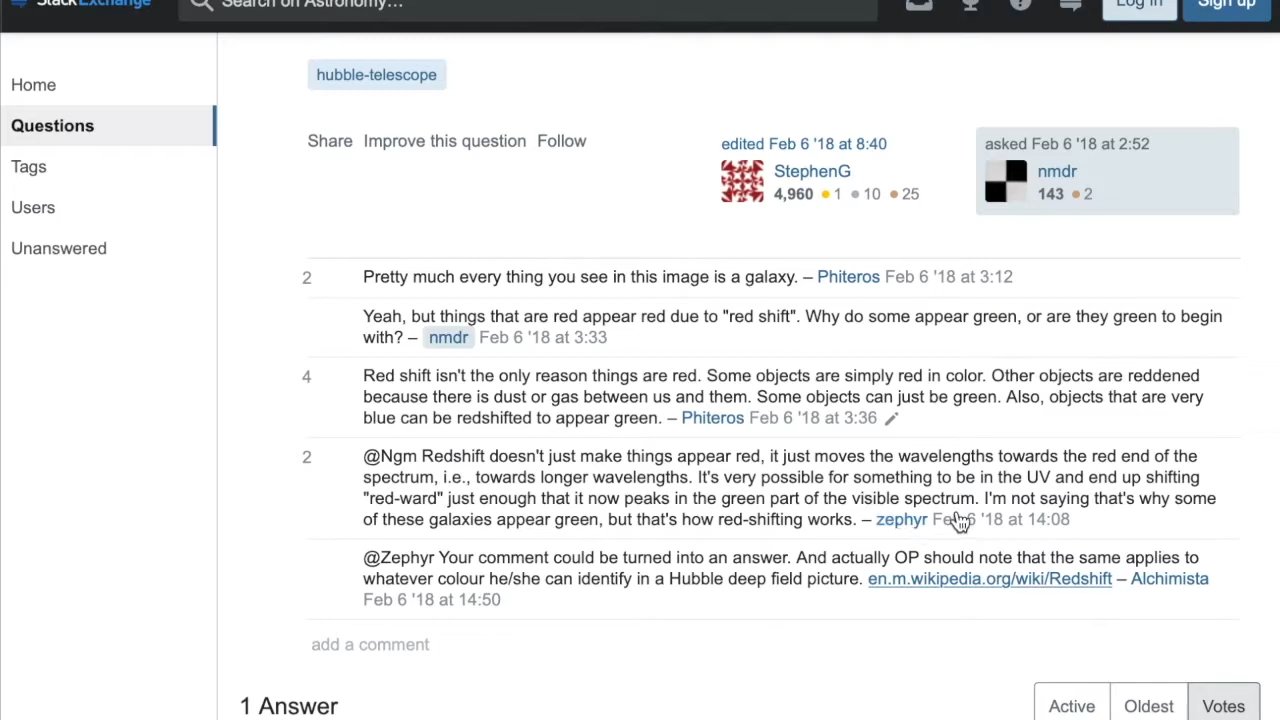 StackExchange
Search on Astronomy…
Log in
Sign up
Home
Questions
Tags
Users
Unanswered
hubble-telescope
Share Improve this question Follow
edited Feb 6 '18 at 8:40
StephenG
4,960 ● 1 ● 10 ● 25
asked Feb 6 '18 at 2:52
nmdr
143 ● 2
2 Pretty much every thing you see in this image is a galaxy. – Phiteros Feb 6 '18 at 3:12
Yeah, but things that are red appear red due to "red shift". Why do some appear green, or are they green to begin
with? – nmdr Feb 6 '18 at 3:33
4 Red shift isn't the only reason things are red. Some objects are simply red in color. Other objects are reddened
because there is dust or gas between us and them. Some objects can just be green. Also, objects that are very
blue can be redshifted to appear green. – Phiteros Feb 6 '18 at 3:36
2 @Ngm Redshift doesn't just make things appear red, it just moves the wavelengths towards the red end of the
spectrum, i.e., towards longer wavelengths. It's very possible for something to be in the UV and end up shifting
"red-ward" just enough that it now peaks in the green part of the visible spectrum. I'm not saying that's why some
of these galaxies appear green, but that's how red-shifting works. – zephyr Feb 6 '18 at 14:08
@Zephyr Your comment could be turned into an answer. And actually OP should note that the same applies to
whatever colour he/she can identify in a Hubble deep field picture. en.m.wikipedia.org/wiki/Redshift – Alchimista
Feb 6 '18 at 14:50
add a comment
1 Answer
Active Oldest Votes